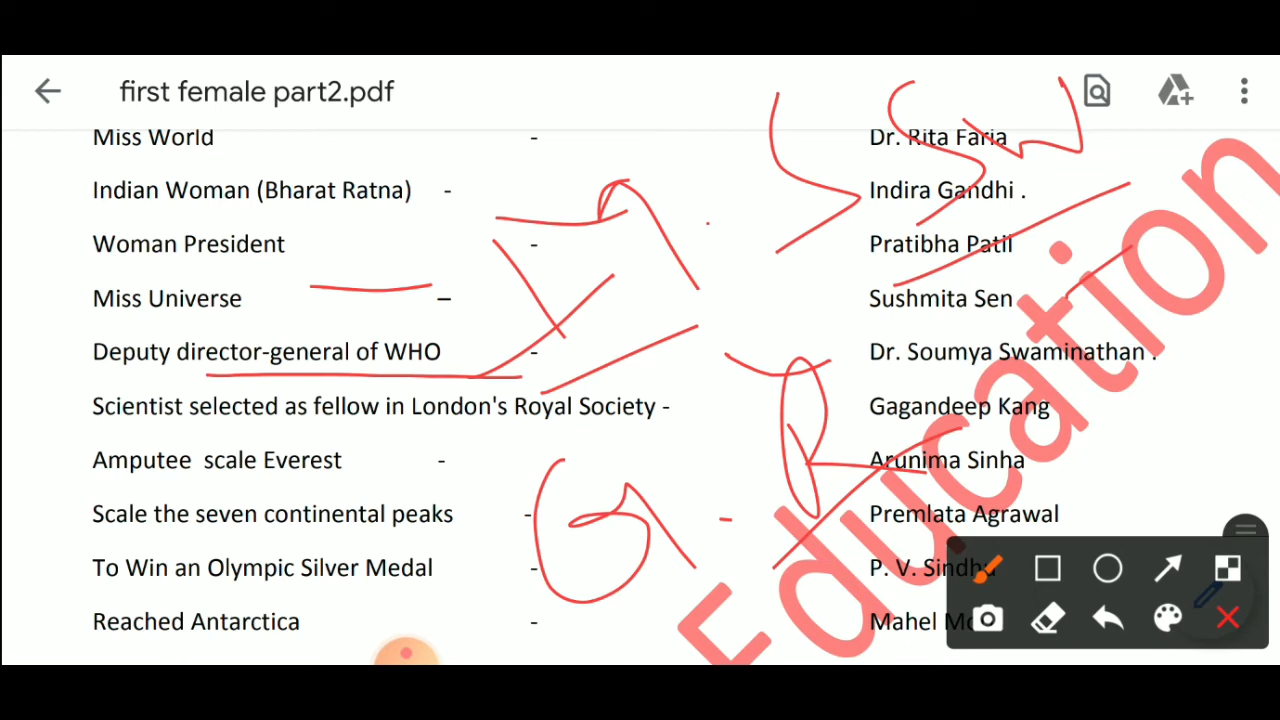 first female part2.pdf
Miss World - Dr. Rita Faria
Indian Woman (Bharat Ratna) - Indira Gandhi .
Woman President - Pratibha Patil
Miss Universe – Sushmita Sen
Deputy director-general of WHO - Dr. Soumya Swaminathan .
Scientist selected as fellow in London's Royal Society - Gagandeep Kang
Amputee scale Everest - Arunima Sinha
Scale the seven continental peaks - Premlata Agrawal
To Win an Olympic Silver Medal - P. V. Sindhu
Reached Antarctica - Mahel
Education